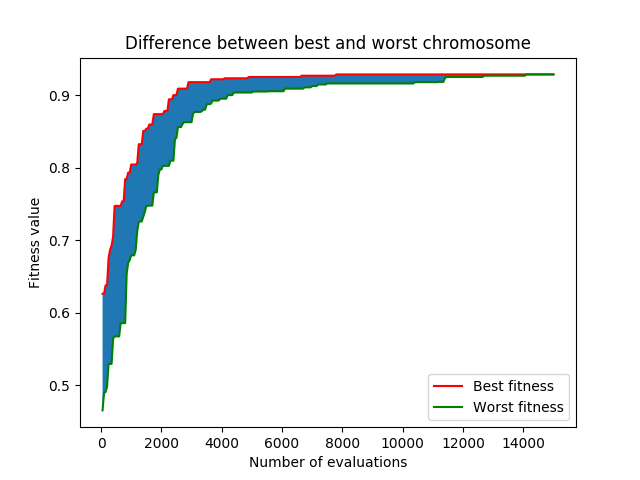 Difference between best and worst chromosome
Fitness value
0.9
0.8
0.7
0.6
0.5
0 2000 4000 6000 8000 10000 12000 14000
Number of evaluations
Best fitness
Worst fitness